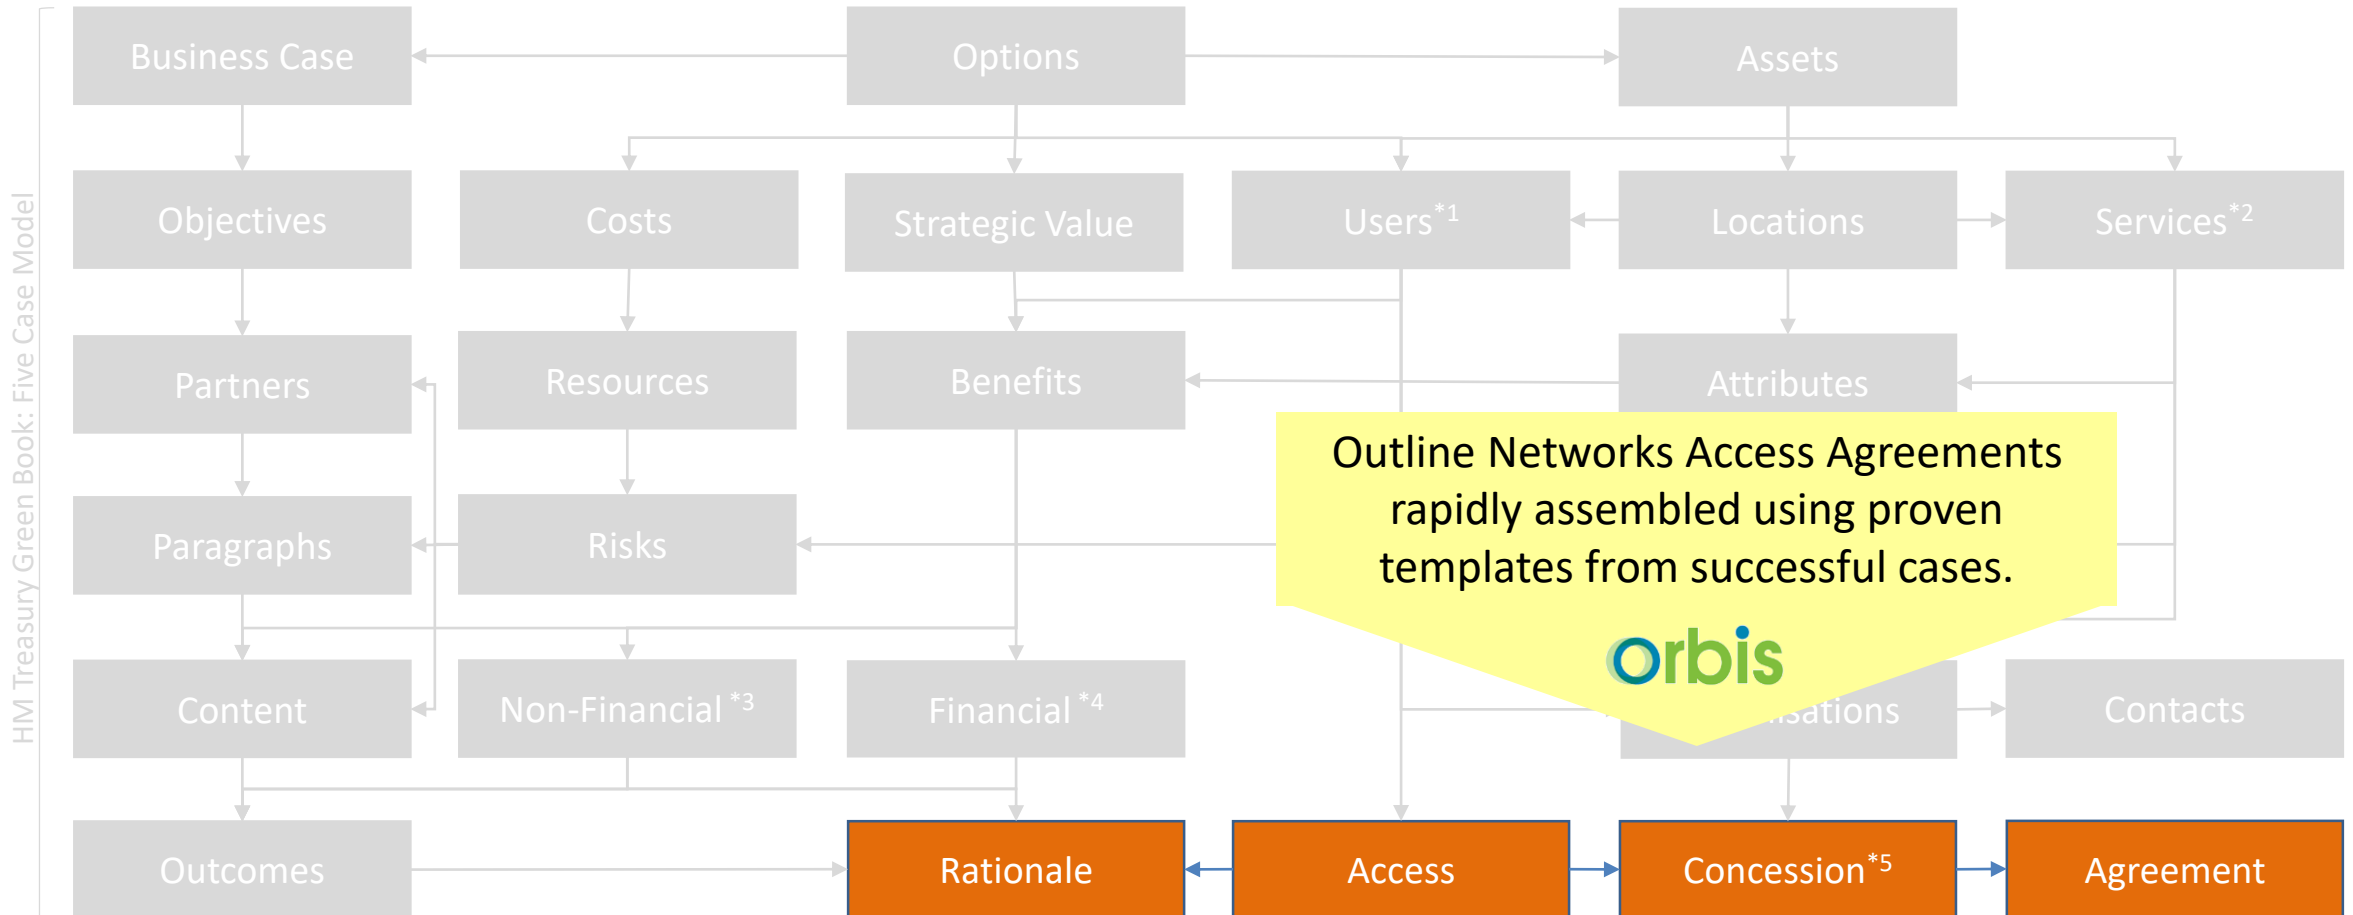 HM Treasury Green Book: Five Case Model
Business Case
Options
Assets
Objectives
Costs
Strategic Value
Users*1
Locations
Services*2
Partners
Resources
Benefits
Attributes
Outline Networks Access Agreements
rapidly assembled using proven
templates from successful cases.
orbis
Paragraphs
Risks
Content
Non-Financial *3
Financial *4
Contacts
Outcomes
Rationale
Access
Concession*5
Agreement